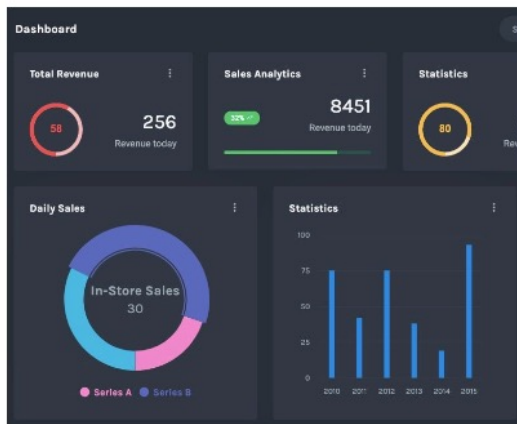 Dashboard
S
Total Revenue
58
256
Revenue today
Sales Analytics
32%
8451
Revenue today
Statistics
80
Rev
Daily Sales
In-Store Sales
30
Series A
Series B
Statistics
100
75
50
25
0
2010
2011
2012
2013
2014
2015